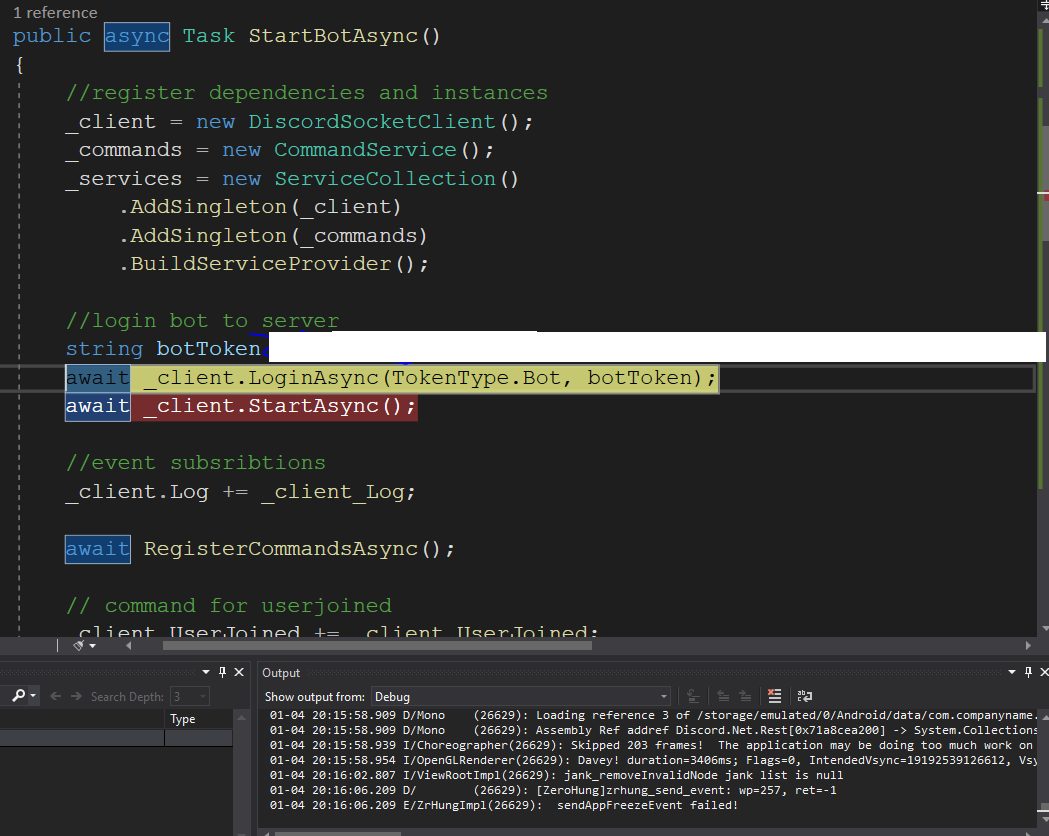 1 reference
public async Task StartBotAsync()
{
//register dependencies and instances
_client = new DiscordSocketClient();
_commands = new CommandService();
_services = new ServiceCollection()
.AddSingleton(_client)
.AddSingleton(_commands)
.BuildServiceProvider();
//login bot to server
string botToken
await _client.LoginAsync(TokenType.Bot, botToken);
await _client.StartAsync();
//event subsribtions
_client.Log += _client_Log;
await RegisterCommandsAsync();
// command for userjoined
_client.UserJoined += _client_UserJoined;
Search Depth: 3
Type
Output
Show output from: Debug
01-04 20:15:58.909 D/Mono (26629): Loading reference 3 of /storage/emulated/0/Android/data/com.companyname.
01-04 20:15:58.909 D/Mono (26629): Assembly Ref addref Discord.Net.Rest[0x71a8cea200] -> System.Collections
01-04 20:15:58.939 I/Choreographer(26629): Skipped 203 frames! The application may be doing too much work on
01-04 20:15:58.954 I/OpenGLRenderer(26629): Davey! duration=3406ms; Flags=0, IntendedVsync=19192539126612, Vsy
01-04 20:16:02.807 I/ViewRootImpl(26629): jank_removeInvalidNode jank list is null
01-04 20:16:06.209 D/ (26629): [ZeroHung]zrhung_send_event: wp=257, ret=-1
01-04 20:16:06.209 E/ZrHungImpl(26629): sendAppFreezeEvent failed!